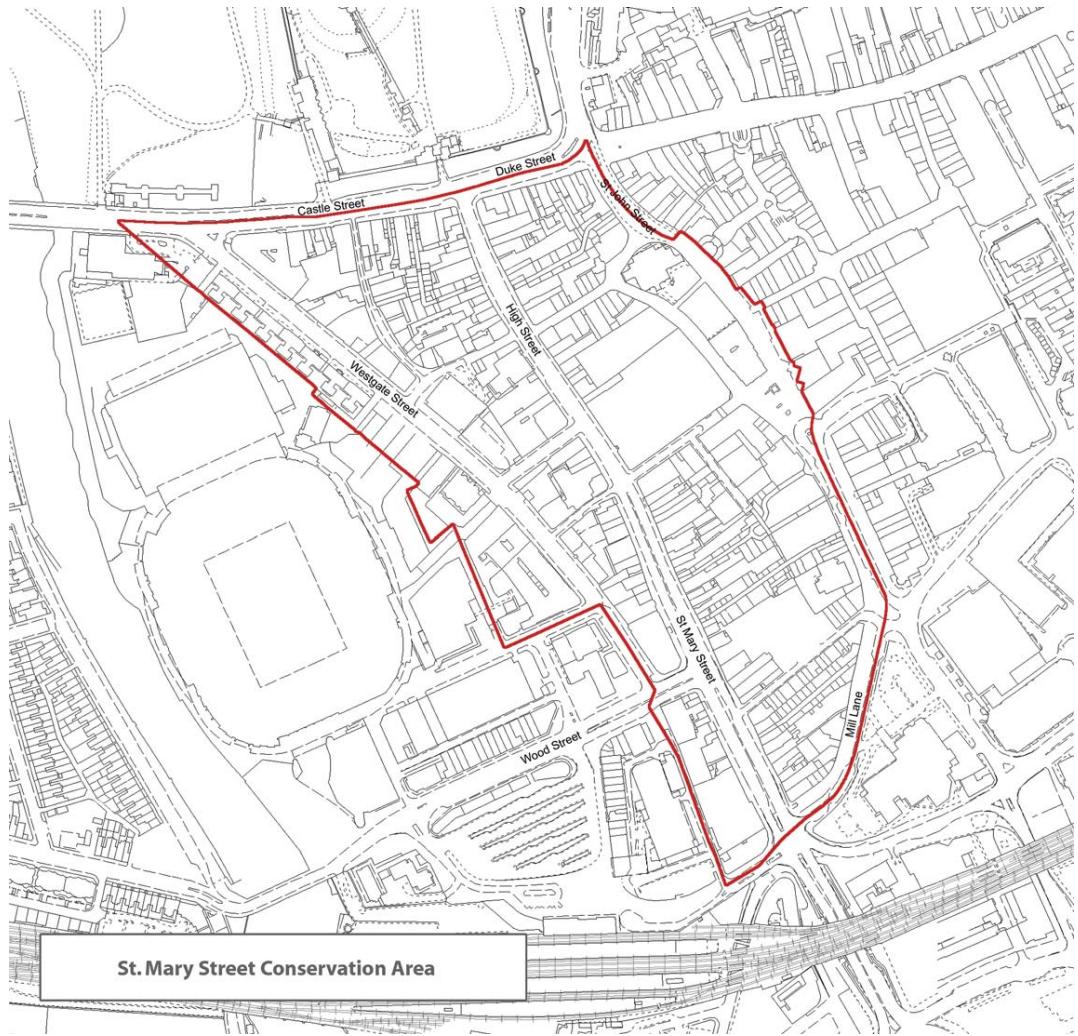 Duke Street
Castle Street
St John Street
High Street
Westgate Street
St Mary Street
Mill Lane
Wood Street
St. Mary Street Conservation Area